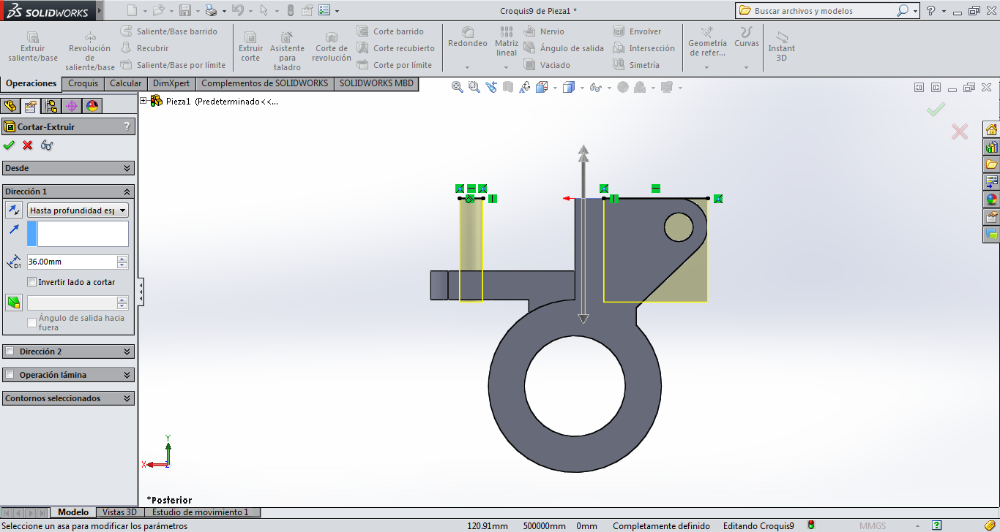 SOLIDWORKS
Croquis9 de Pieza1 *
Buscar archivos y modelos
Extruir saliente/base
Revolución de saliente/base
Saliente/Base barrido
Recubrir
Saliente/Base por límite
Extruir corte
Asistente para taladro
Corte de revolución
Corte barrido
Corte recubierto
Corte por límite
Redondeo
Matriz lineal
Nervio
Ángulo de salida
Vaciado
Envolver
Intersección
Simetría
Geometría de refer...
Curvas
Instant 3D
Operaciones
Croquis
Calcular
DimXpert
Complementos de SOLIDWORKS
SOLIDWORKS MBD
Pieza1 (Predeterminado<<...
Cortar-Extruir
?
Desde
Dirección 1
Hasta profundidad esp
D1
36.00mm
Invertir lado a cortar
Ángulo de salida hacia
fuera
Dirección 2
Operación lámina
Contornos seleccionados
Y
X
Z
*Posterior
Modelo
Vistas 3D
Estudio de movimiento 1
Seleccione un asa para modificar los parámetros
120.91mm
500000mm
0mm
Completamente definido
Editando Croquis9
MMGS